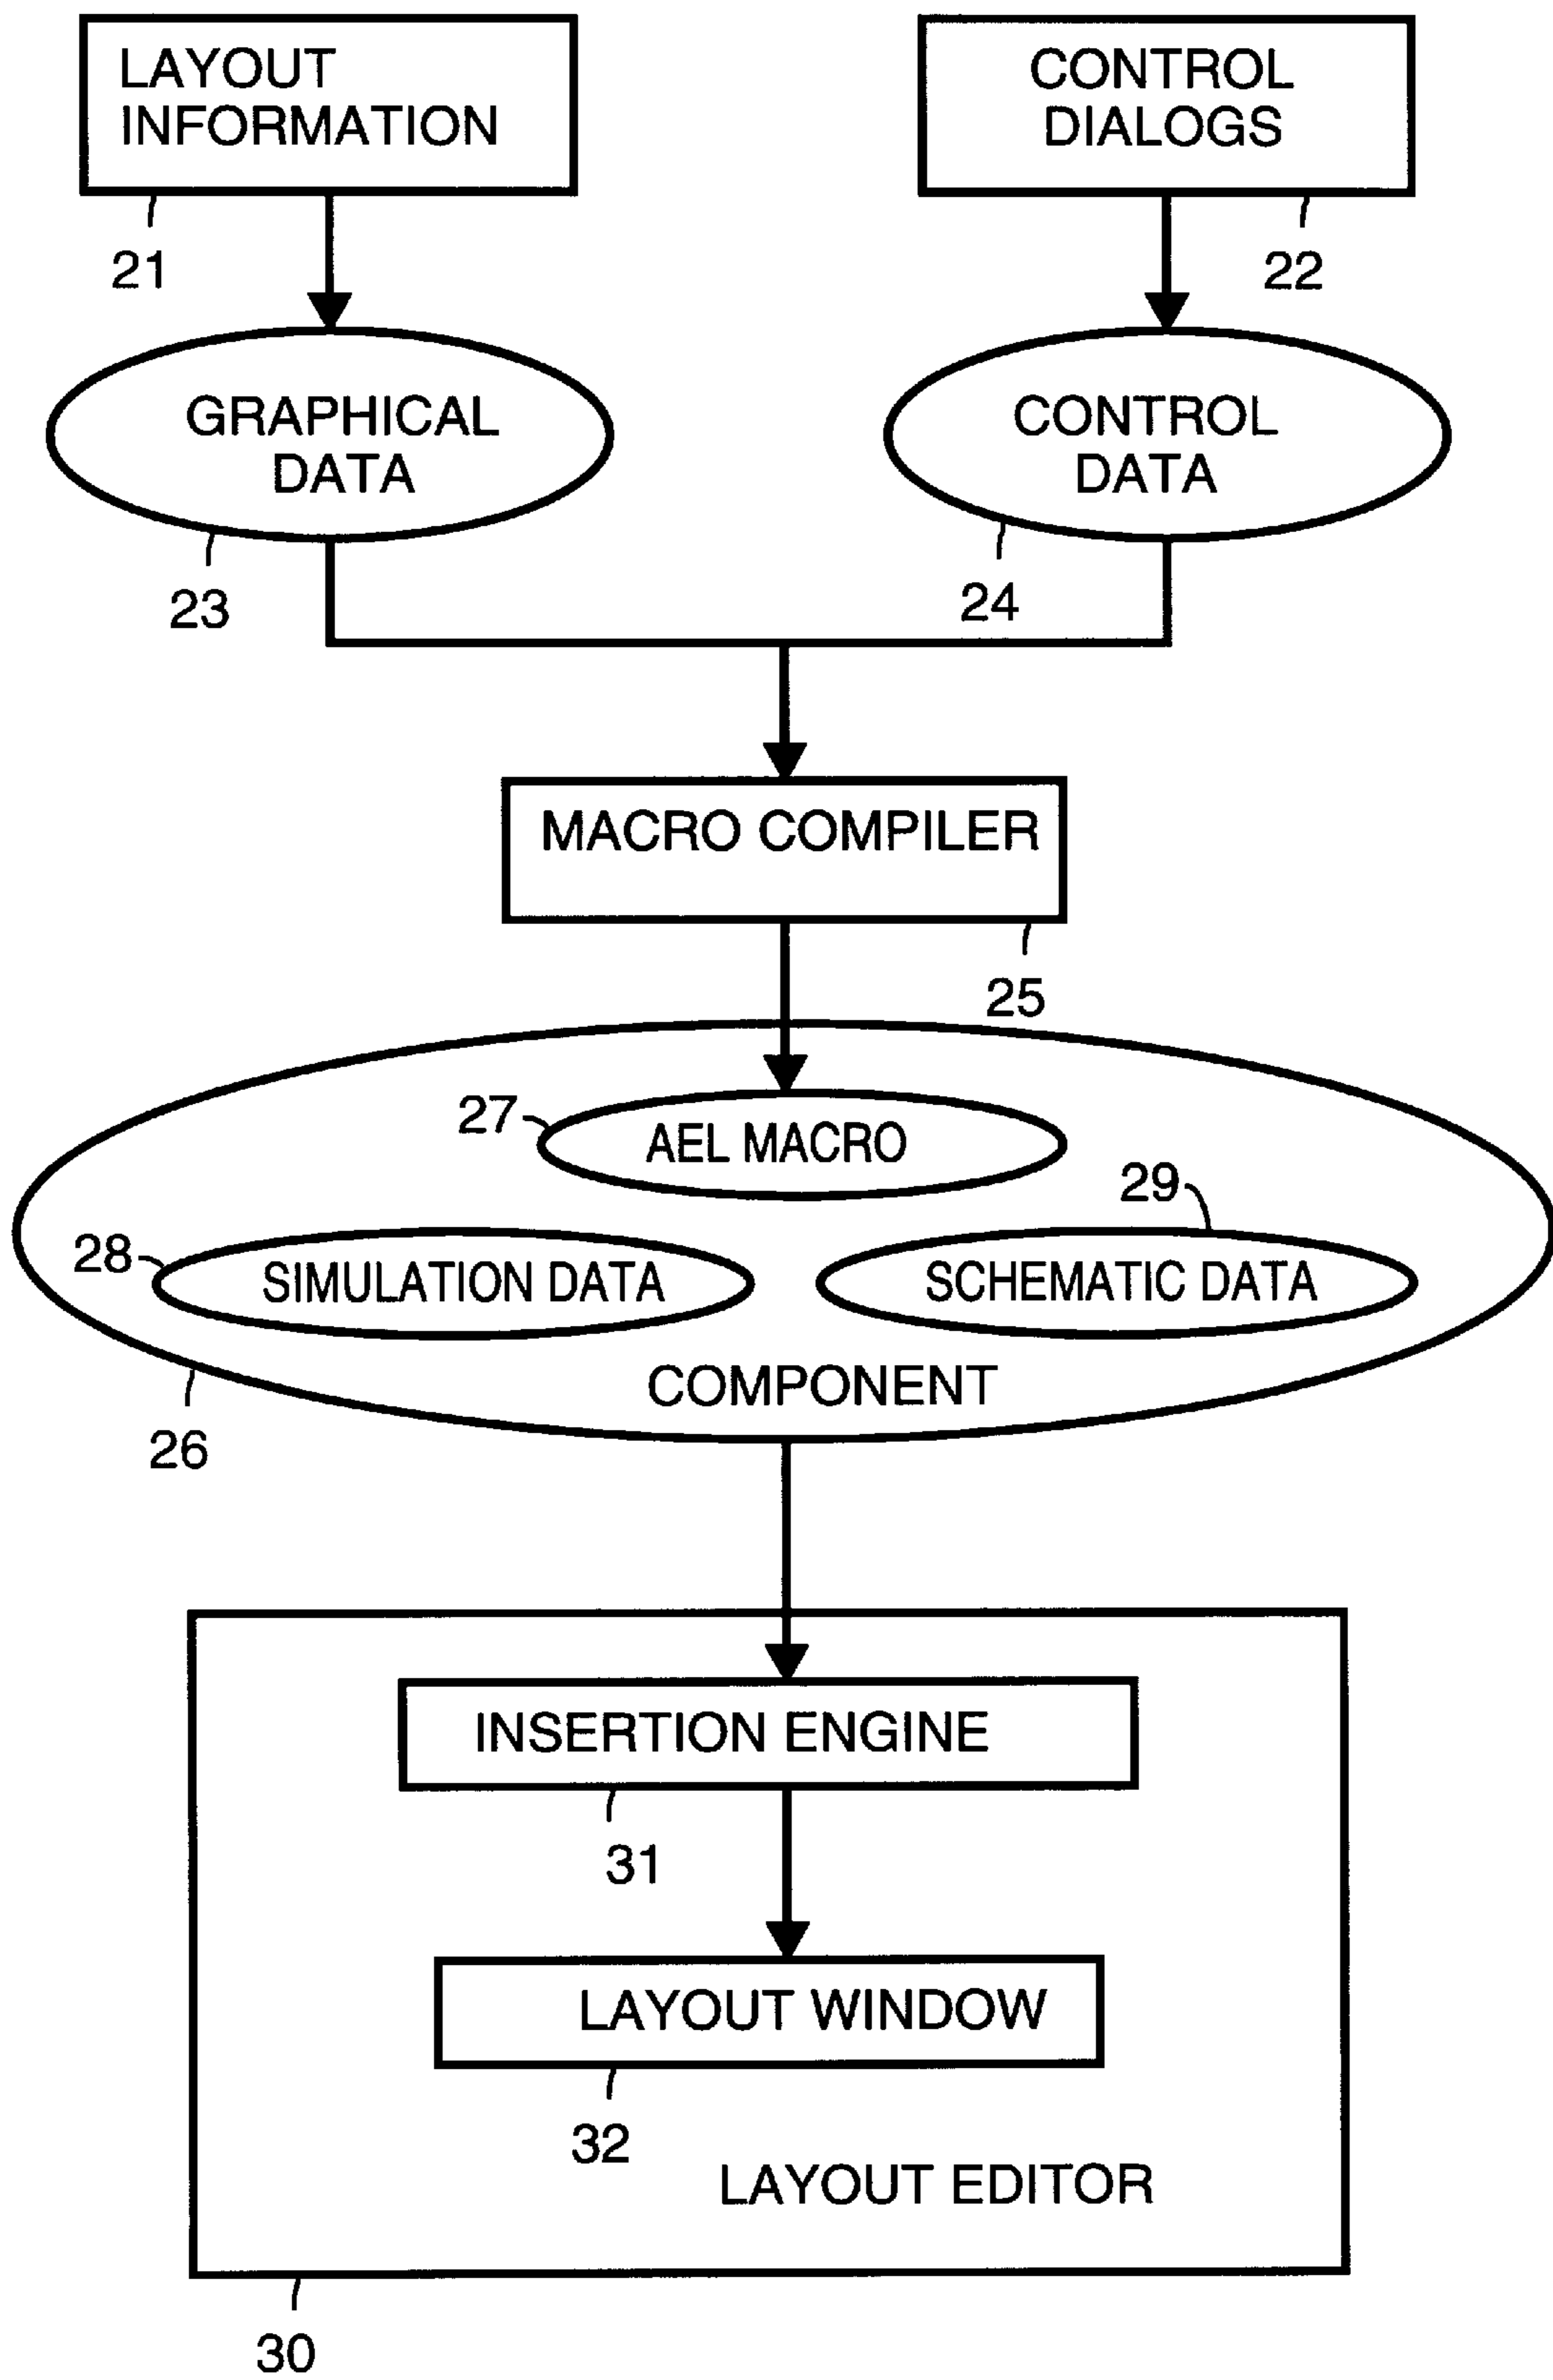 LAYOUT
INFORMATION
CONTROL
DIALOGS
21
22
GRAPHICAL
DATA
CONTROL
DATA
23
24
MACRO COMPILER
25
27
AEL MACRO
29
28
SIMULATION DATA
SCHEMATIC DATA
COMPONENT
26
INSERTION ENGINE
31
LAYOUT WINDOW
32
LAYOUT EDITOR
30